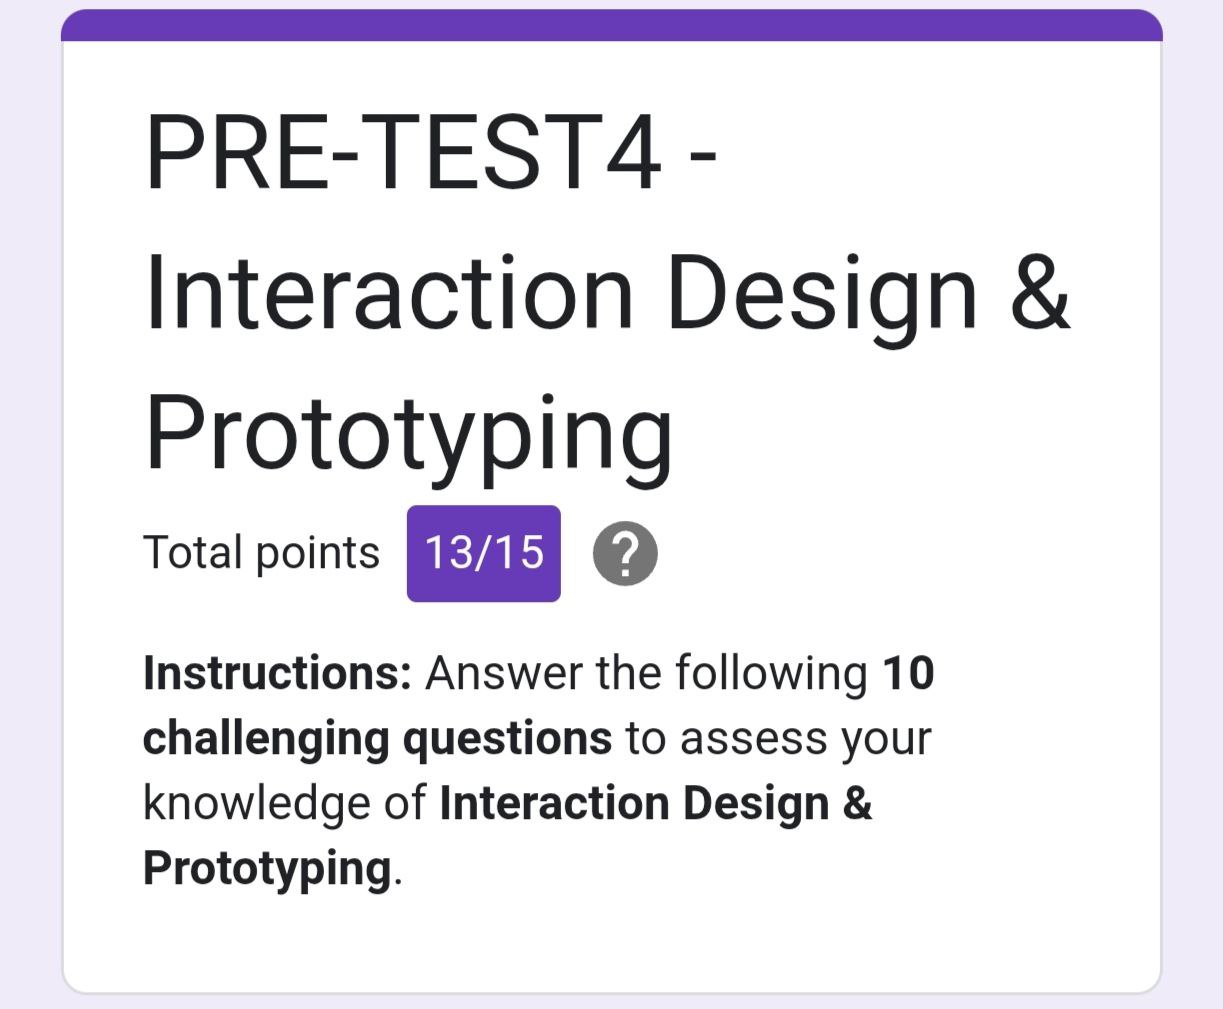 PRE-TEST4 -
Interaction Design &
Prototyping
Total points 13/15 ?
Instructions: Answer the following 10
challenging questions to assess your
knowledge of Interaction Design &
Prototyping.